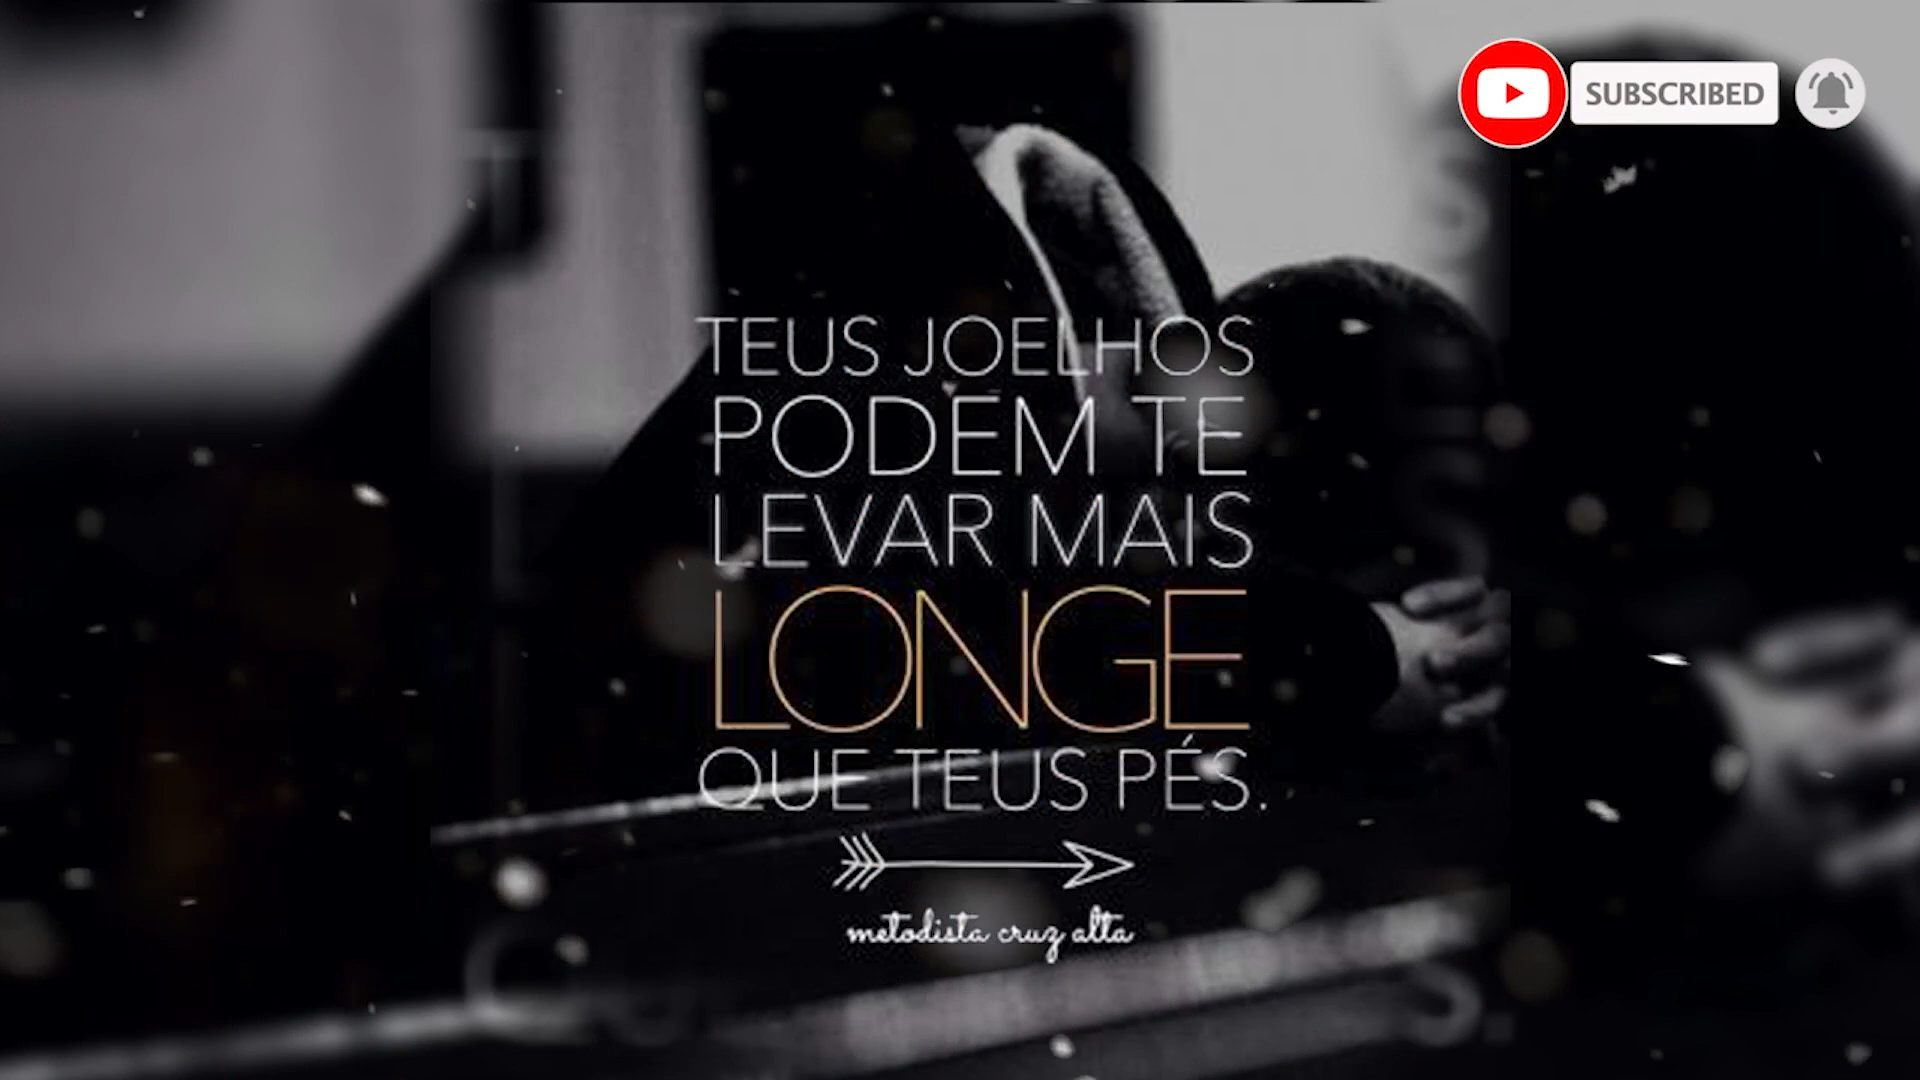 SUBSCRIBED
TEUS JOELHOS
PODEM TE
LEVAR MAIS
LONGE
QUE TEUS PÉS.
metodista cruz alta